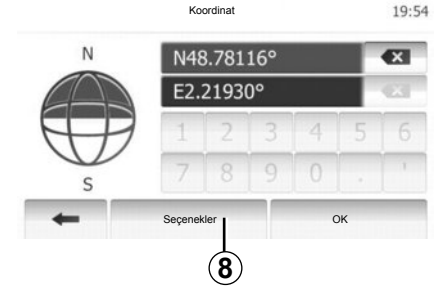 Koordinat 19:54
N
N48.78116°
E2.21930°
1 2 3 4 5 6
7 8 9 0 . '
S
Seçenekler OK
8